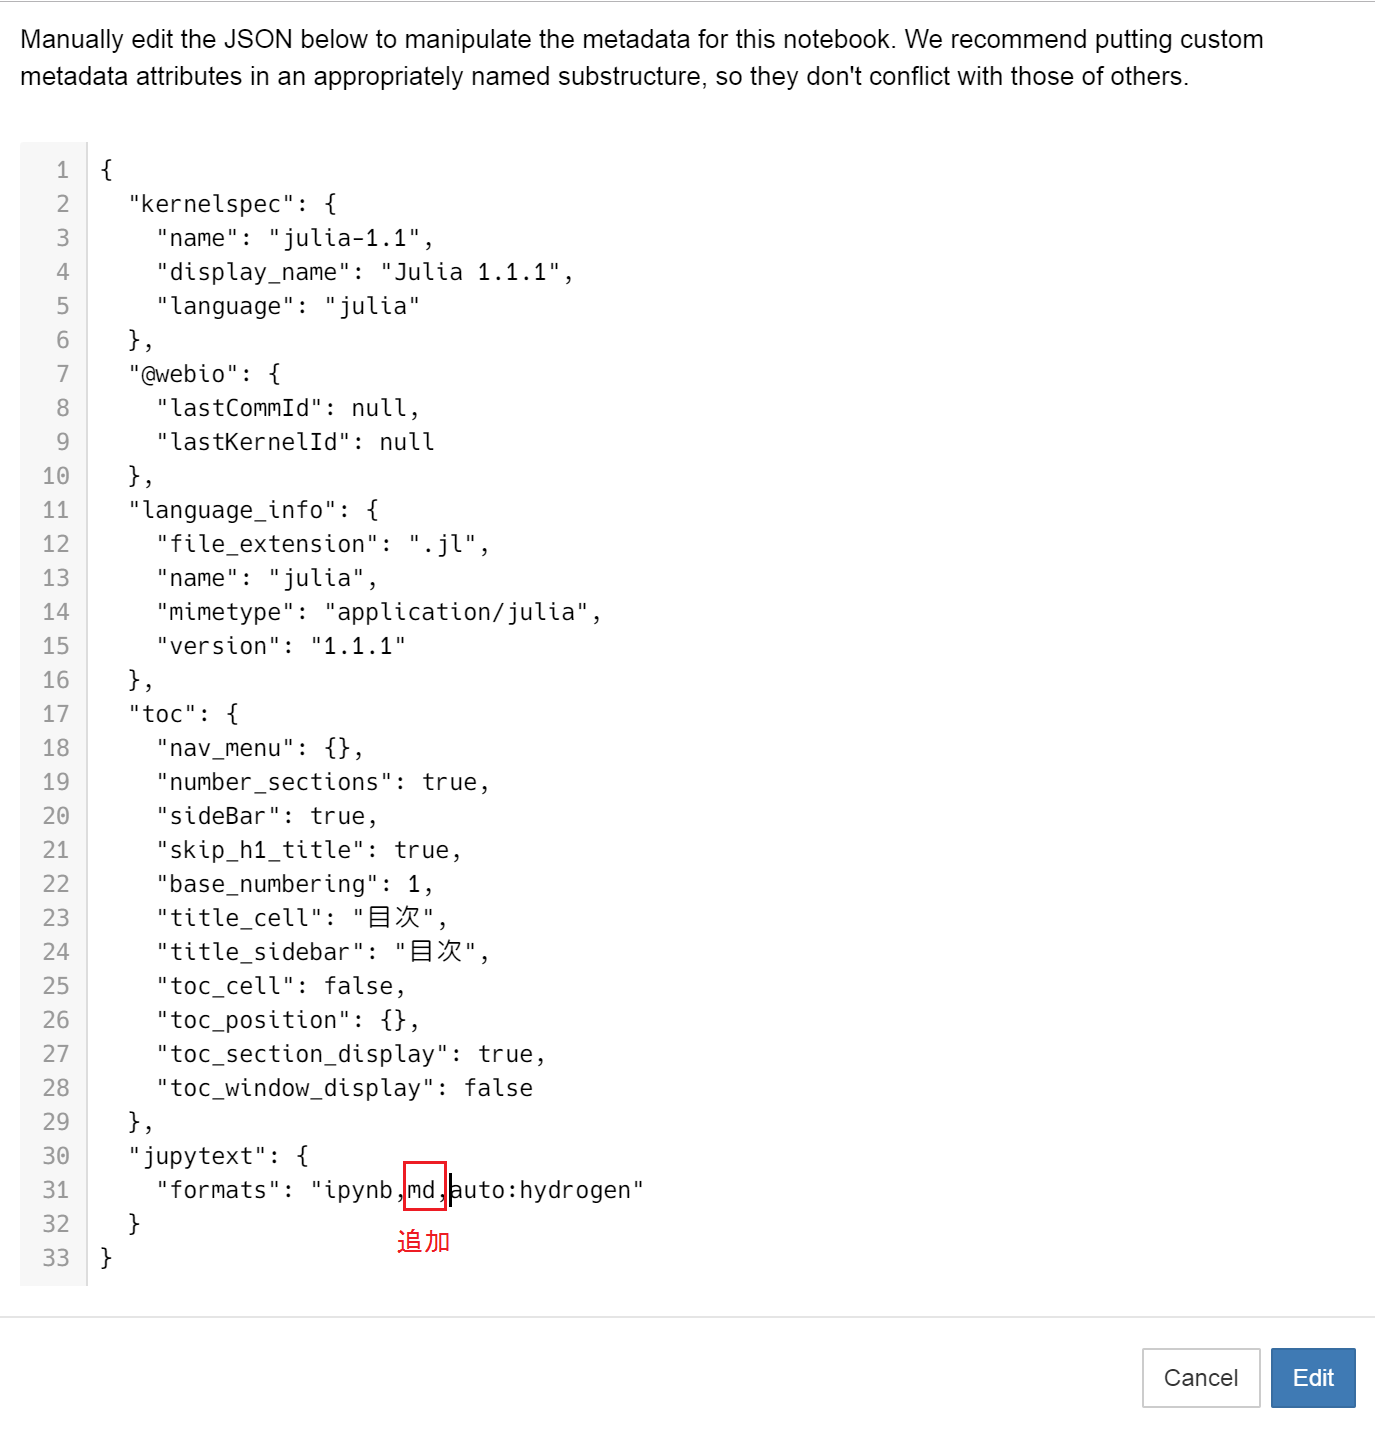 Manually edit the JSON below to manipulate the metadata for this notebook. We recommend putting custom
metadata attributes in an appropriately named substructure, so they don't conflict with those of others.
1 {
2   "kernelspec": {
3     "name": "julia-1.1",
4     "display_name": "Julia 1.1.1",
5     "language": "julia"
6   },
7   "@webio": {
8     "lastCommId": null,
9     "lastKernelId": null
10   },
11   "language_info": {
12     "file_extension": ".jl",
13     "name": "julia",
14     "mimetype": "application/julia",
15     "version": "1.1.1"
16   },
17   "toc": {
18     "nav_menu": {},
19     "number_sections": true,
20     "sideBar": true,
21     "skip_h1_title": true,
22     "base_numbering": 1,
23     "title_cell": "目次",
24     "title_sidebar": "目次",
25     "toc_cell": false,
26     "toc_position": {},
27     "toc_section_display": true,
28     "toc_window_display": false
29   },
30   "jupytext": {
31     "formats": "ipynb,md,auto:hydrogen"
32   }
追加
33 }
Cancel Edit